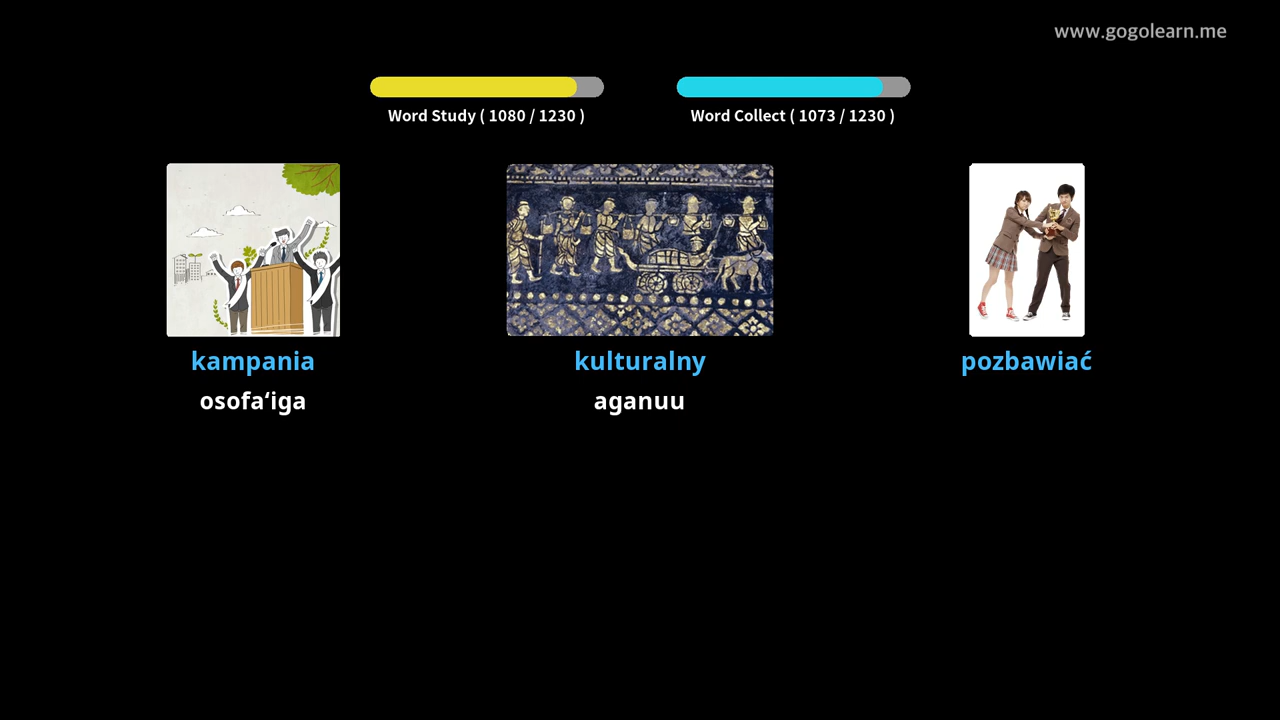 www.gogolearn.me
Word Study ( 1080 / 1230 )
Word Collect ( 1073 / 1230 )
kampania
kulturalny
pozbawiać
osofa‘iga
aganuu